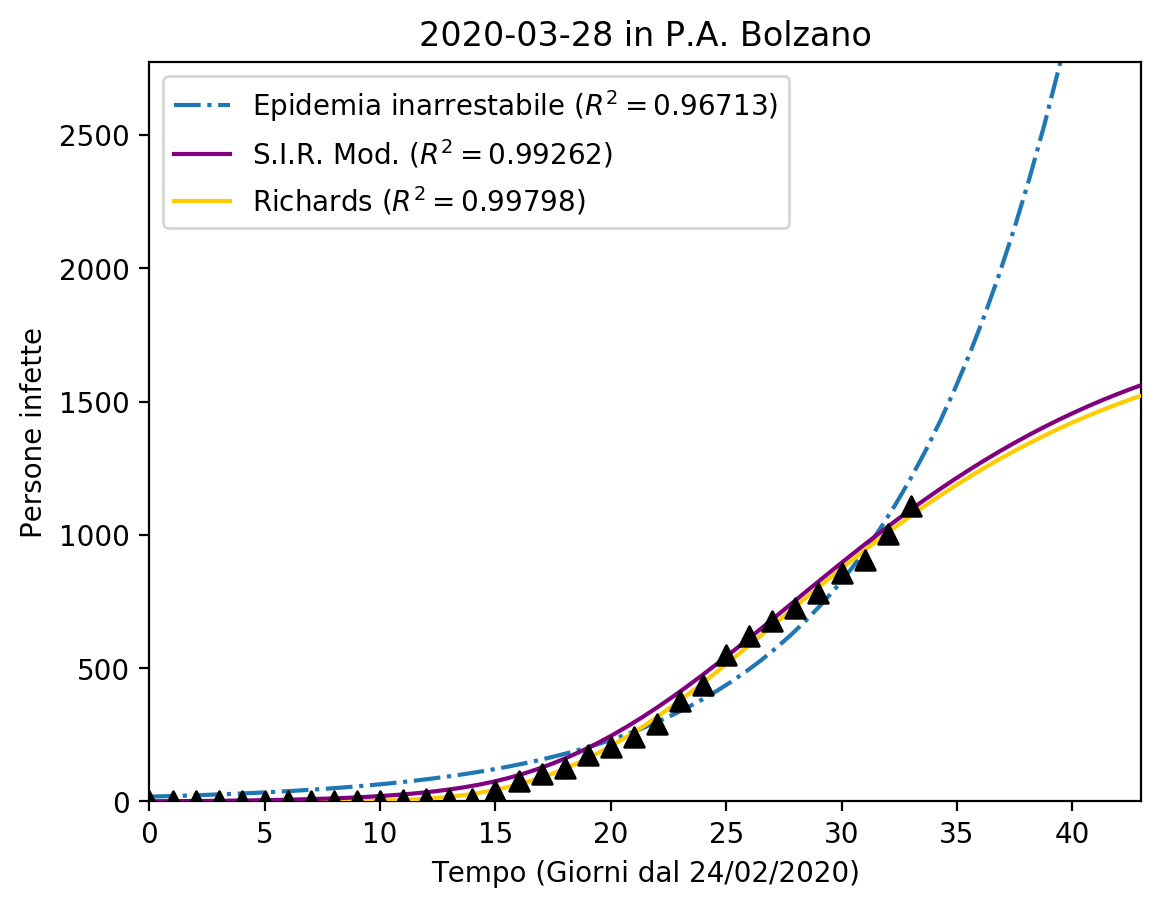 2020-03-28 in P.A. Bolzano
Epidemia inarrestabile (R² = 0.96713)
S.I.R. Mod. (R² = 0.99262)
Richards (R² = 0.99798)
Persone infette
2500
2000
1500
1000
500
0
0 5 10 15 20 25 30 35 40
Tempo (Giorni dal 24/02/2020)